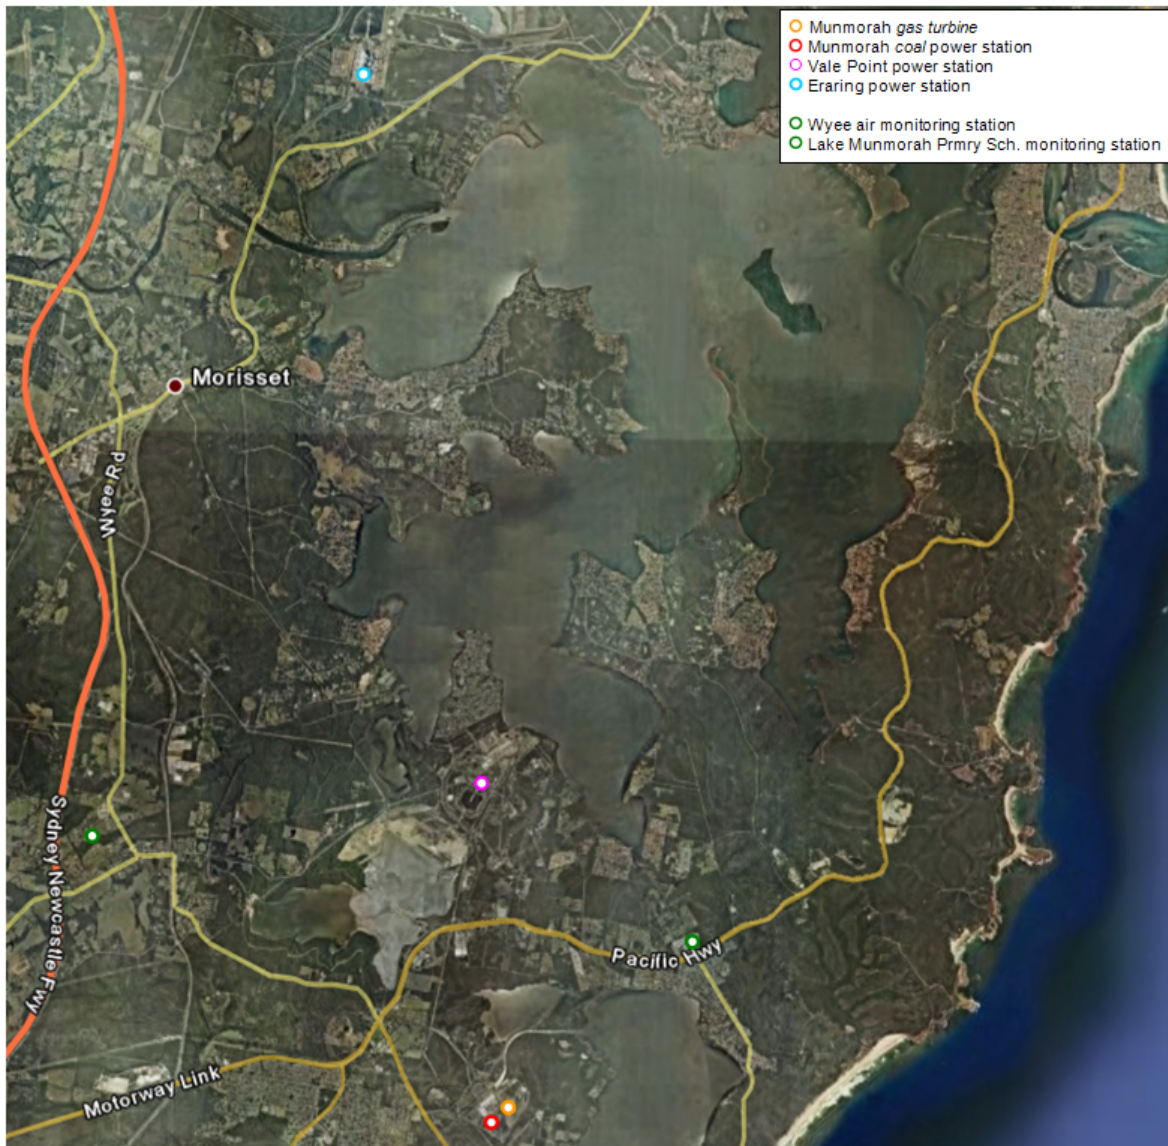 Munmorah gas turbine
Munmorah coal power station
Vale Point power station
Eraring power station
Wyee air monitoring station
Lake Munmorah Prmry Sch. monitoring station
Morisset
Wyee Rd
Sydney Newcastle Fwy
Pacific Hwy
Motorway Link